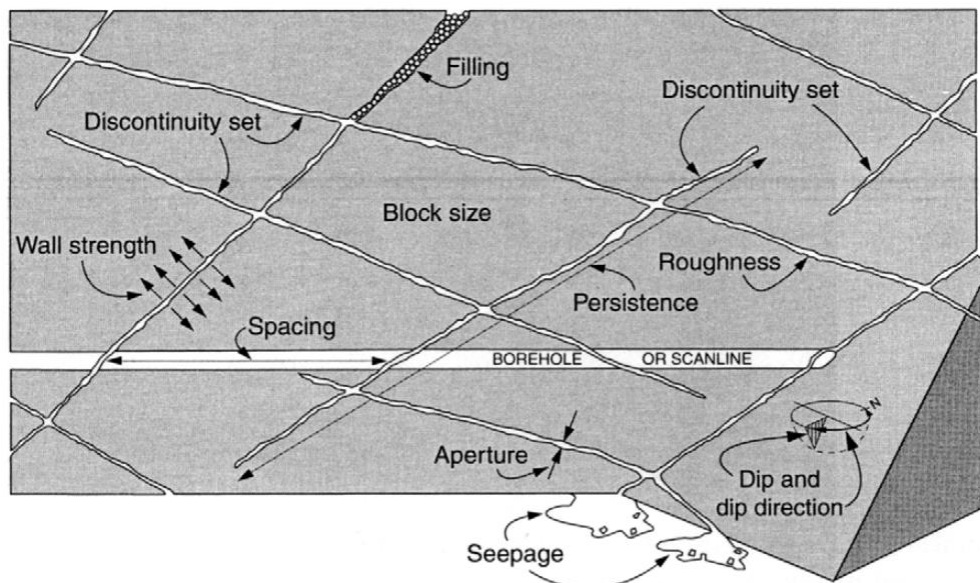 Filling
Discontinuity set
Discontinuity set
Block size
Wall strength
Roughness
Persistence
Spacing
BOREHOLE OR SCANLINE
N
Aperture
Dip and
dip direction
Seepage